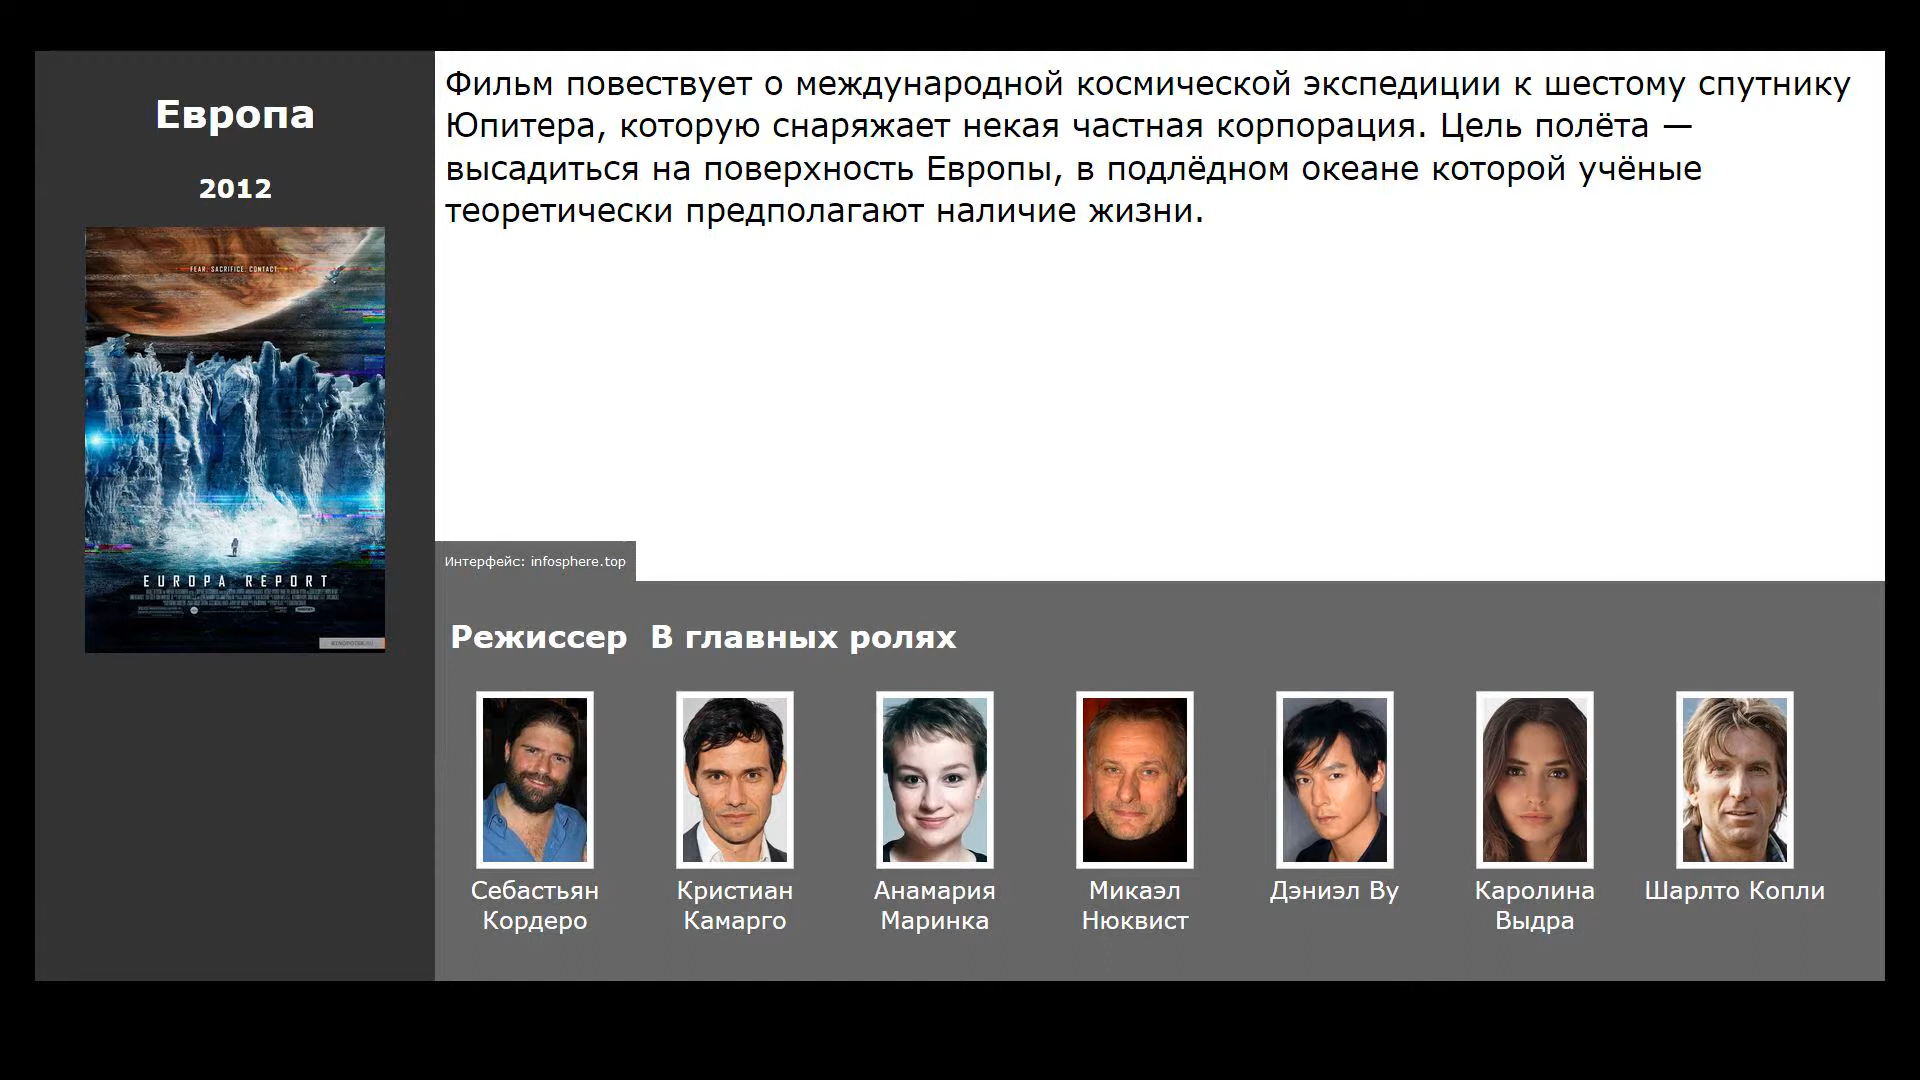 Европа
2012
FEAR. SACRIFICE. CONTACT
EUROPA REPORT
Фильм повествует о международной космической экспедиции к шестому спутнику
Юпитера, которую снаряжает некая частная корпорация. Цель полёта —
высадиться на поверхность Европы, в подлёдном океане которой учёные
теоретически предполагают наличие жизни.
Интерфейс: infosphere.top
Режиссер В главных ролях
Себастьян
Кордеро
Кристиан
Камарго
Анамария
Маринка
Микаэл
Нюквист
Дэниэл Ву
Каролина
Выдра
Шарлто Копли